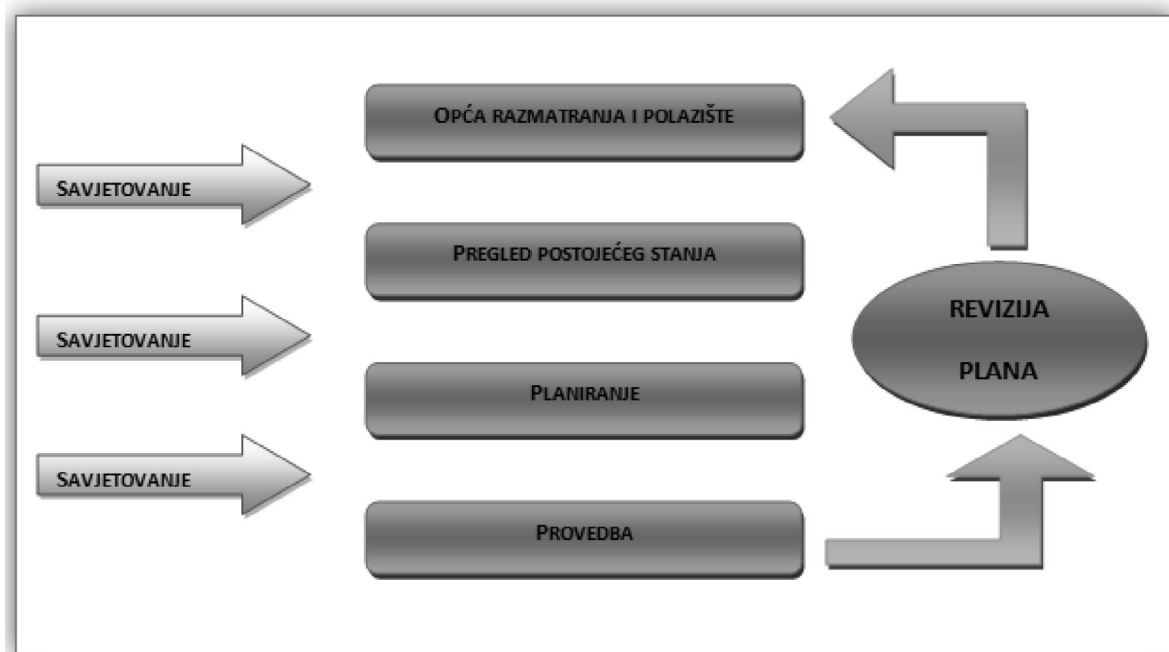 OPĆA RAZMATRANJA I POLAZIŠTE
SAVJETOVANJE
PREGLED POSTOJEĆEG STANJA
SAVJETOVANJE
PLANIRANJE
SAVJETOVANJE
PROVEDBA
REVIZIJA
PLANA